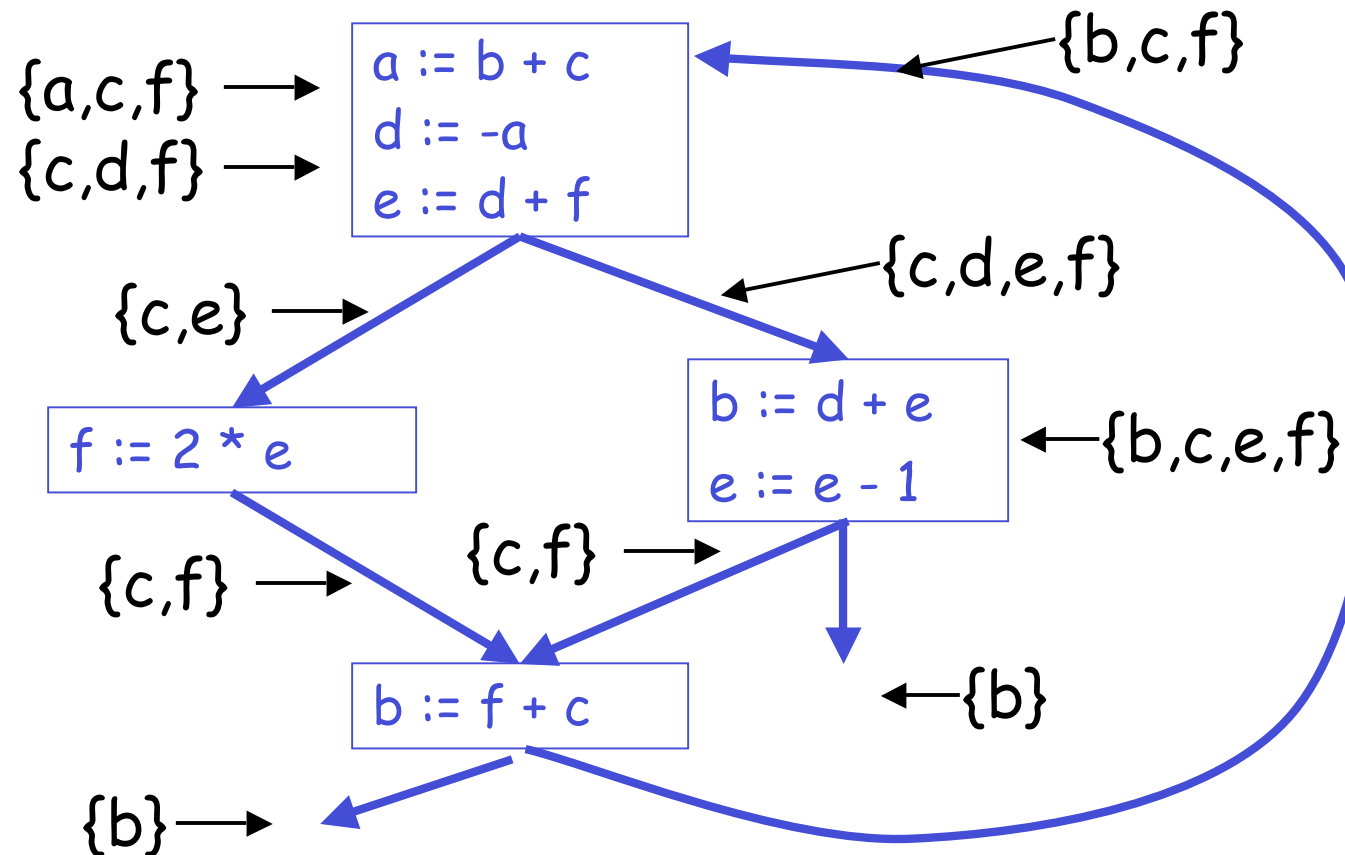 {b,c,f}
a := b + c
{a,c,f}
d := -a
{c,d,f}
e := d + f
{c,d,e,f}
{c,e}
b := d + e
{b,c,e,f}
f := 2 * e
e := e - 1
{c,f}
{c,f}
{b}
b := f + c
{b}